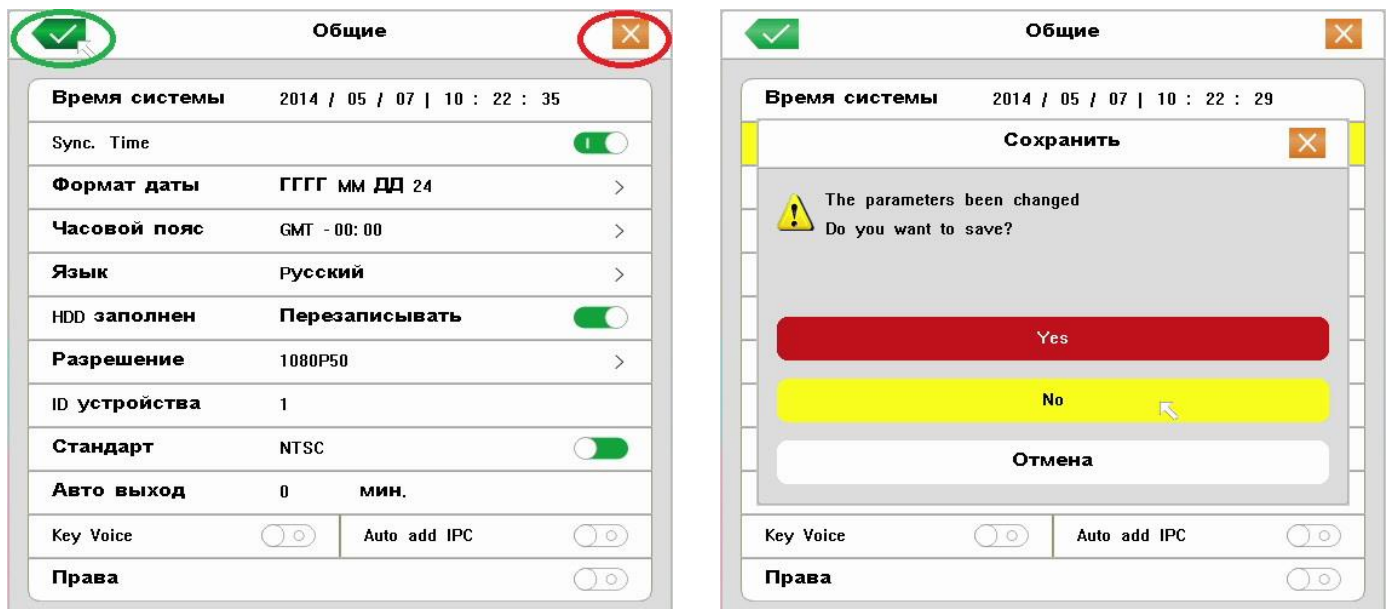 Общие
Время системы 2014 / 05 / 07 | 10 : 22 : 35
Sync. Time
Формат даты ГГГГ ММ ДД 24
Часовой пояс GMT -00:00
Язык Русский
HDD заполнен Перезаписывать
Разрешение 1080P50
ID устройства 1
Стандарт NTSC
Авто выход 0 мин.
Key Voice Auto add IPC
Права
Общие
Время системы 2014 / 05 / 07 | 10 : 22 : 29
Сохранить
The parameters been changed
Do you want to save?
Yes
No
Отмена
Key Voice Auto add IPC
Права